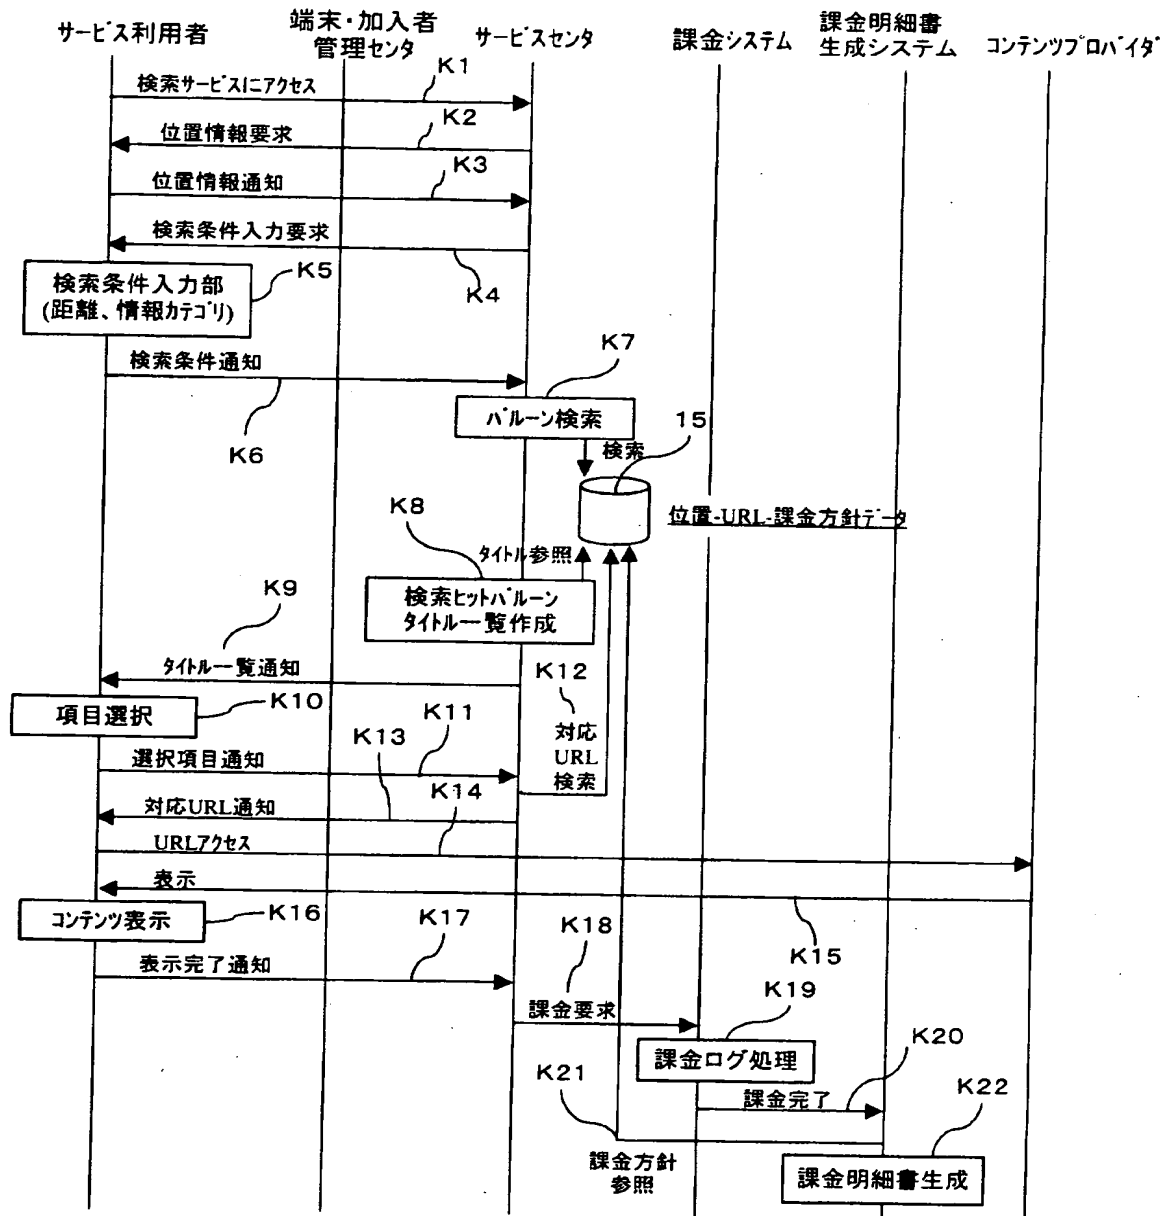 サービス利用者
端末・加入者
管理センタ
サービスセンタ
課金システム
課金明細書
生成システム
コンテンツプロバイダ
K1
検索サービスにアクセス
K2
位置情報要求
K3
位置情報通知
検索条件入力要求
K4
K5
検索条件入力部
(距離、情報カテゴリ)
検索条件通知
K6
K7
バルーン検索
検索
15
位置-URL-課金方針データ
K8
タイトル参照
検索ヒットバルーン
タイトル一覧作成
K9
タイトル一覧通知
K10
項目選択
K11
選択項目通知
K12
対応
URL
検索
K13
対応URL通知
K14
URLアクセス
表示
K15
K16
コンテンツ表示
K17
表示完了通知
K18
課金要求
K19
課金ログ処理
K20
課金完了
K21
課金方針
参照
K22
課金明細書生成